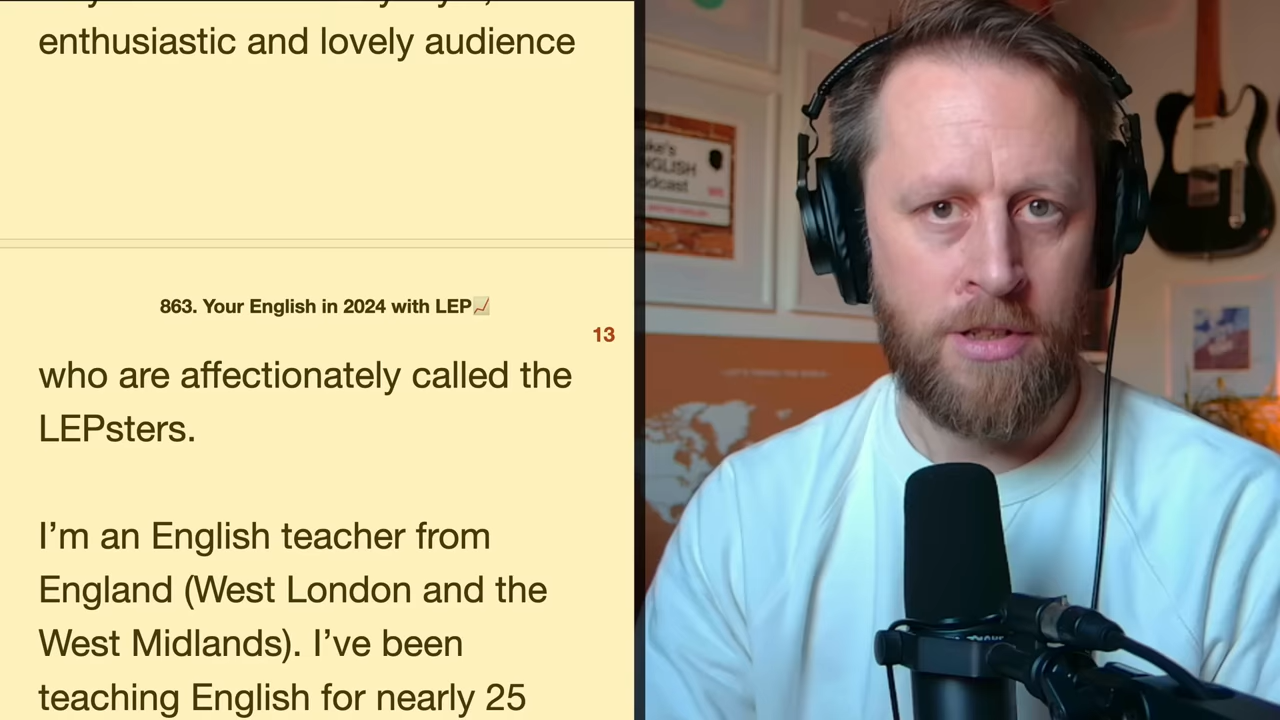 enthusiastic and lovely audience
863. Your English in 2024 with LEP📈
13
who are affectionately called the
LEPsters.
I’m an English teacher from
England (West London and the
West Midlands). I’ve been
teaching English for nearly 25